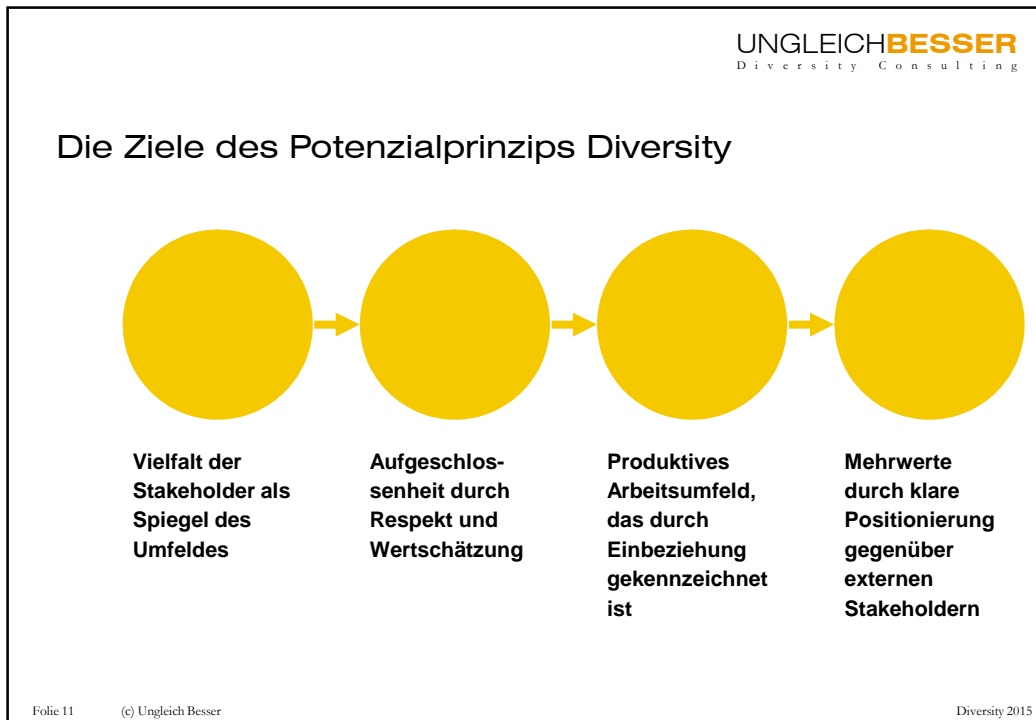 UNGLEICHBESSER
Diversity Consulting
Die Ziele des Potenzialprinzips Diversity
Vielfalt der
Stakeholder als
Spiegel des
Umfeldes
Aufgeschlos-
senheit durch
Respekt und
Wertschätzung
Produktives
Arbeitsumfeld,
das durch
Einbeziehung
gekennzeichnet
ist
Mehrwerte
durch klare
Positionierung
gegenüber
externen
Stakeholdern
Folie 11 (c) Ungleich Besser Diversity 2015